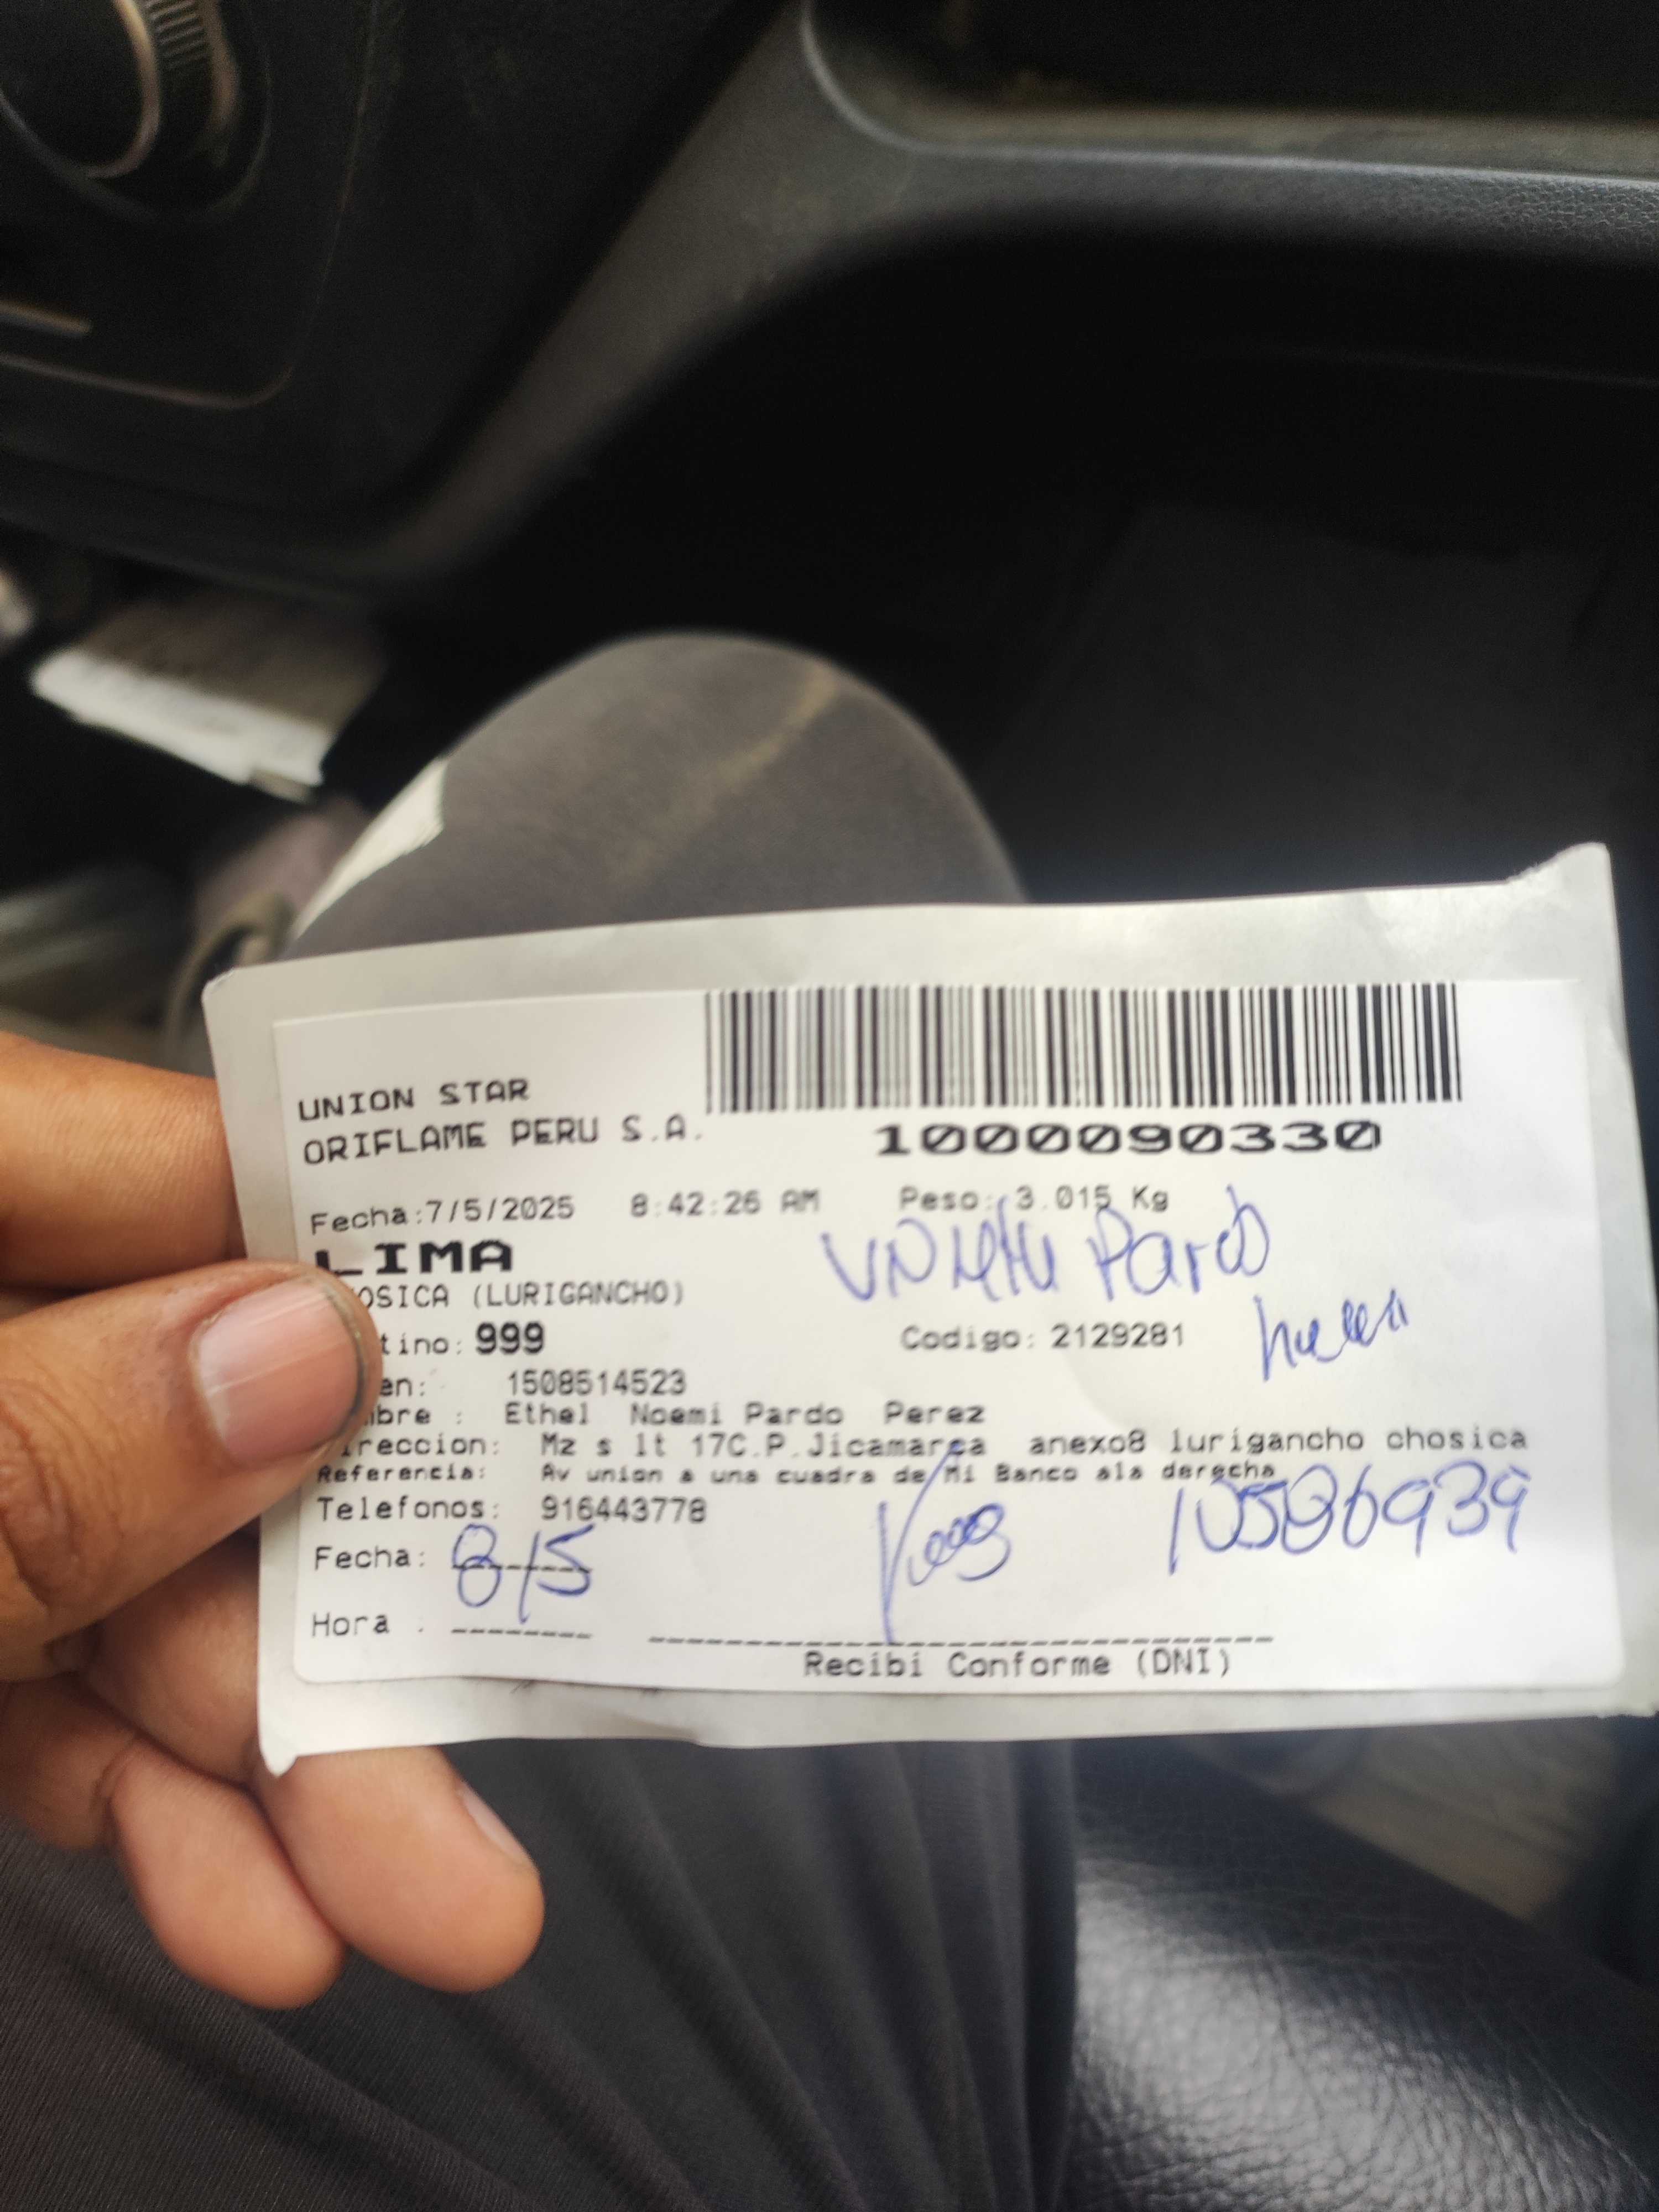 UNION STAR
ORIFLAME PERU S.A.
1000090330
Fecha:7/5/2025 8:42:26 AM Peso: 3.015 Kg
LIMA
Pardo
OSICA (LURIGANCHO)
tino: 999 Codigo: 2129281
en: 1508514523
mbre : Ethel Noemi Pardo Perez
ireccion: Mz s lt 17C.P.Jicamarca anexo8 lurigancho chosica
Referencia: Av union a una cuadra de Mi Banco ala derecha
Telefonos: 916443778
10586939
Fecha: 8/5
Hora :
Recibi Conforme (DNI)